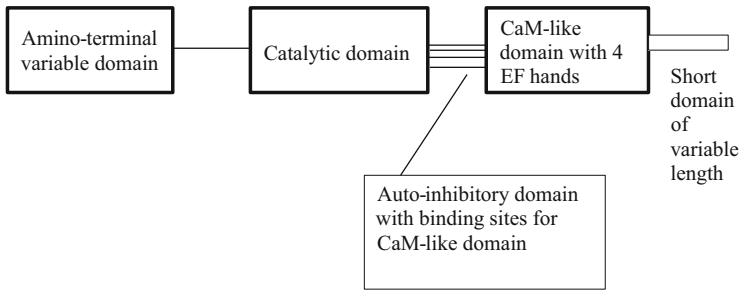 Amino-terminal
variable domain
Catalytic domain
CaM-like
domain with 4
EF hands
Short
domain
of
variable
length
Auto-inhibitory domain
with binding sites for
CaM-like domain